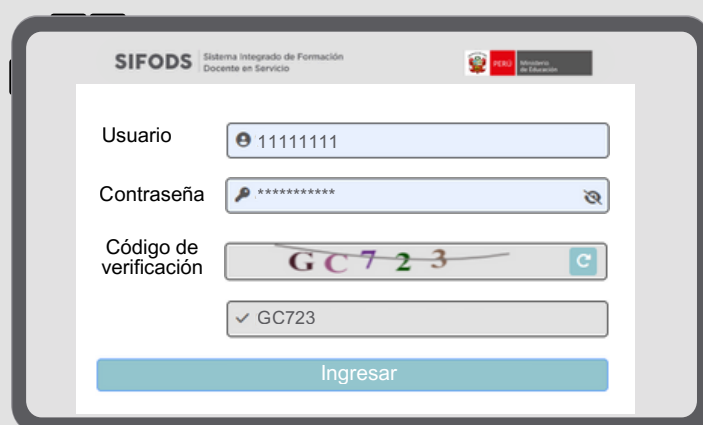 SIFODS
Sistema Integrado de Formación
Docente en Servicio
PERÚ
Ministerio
de Educación
Usuario
11111111
Contraseña
***********
Código de
verificación
GC723
GC723
Ingresar